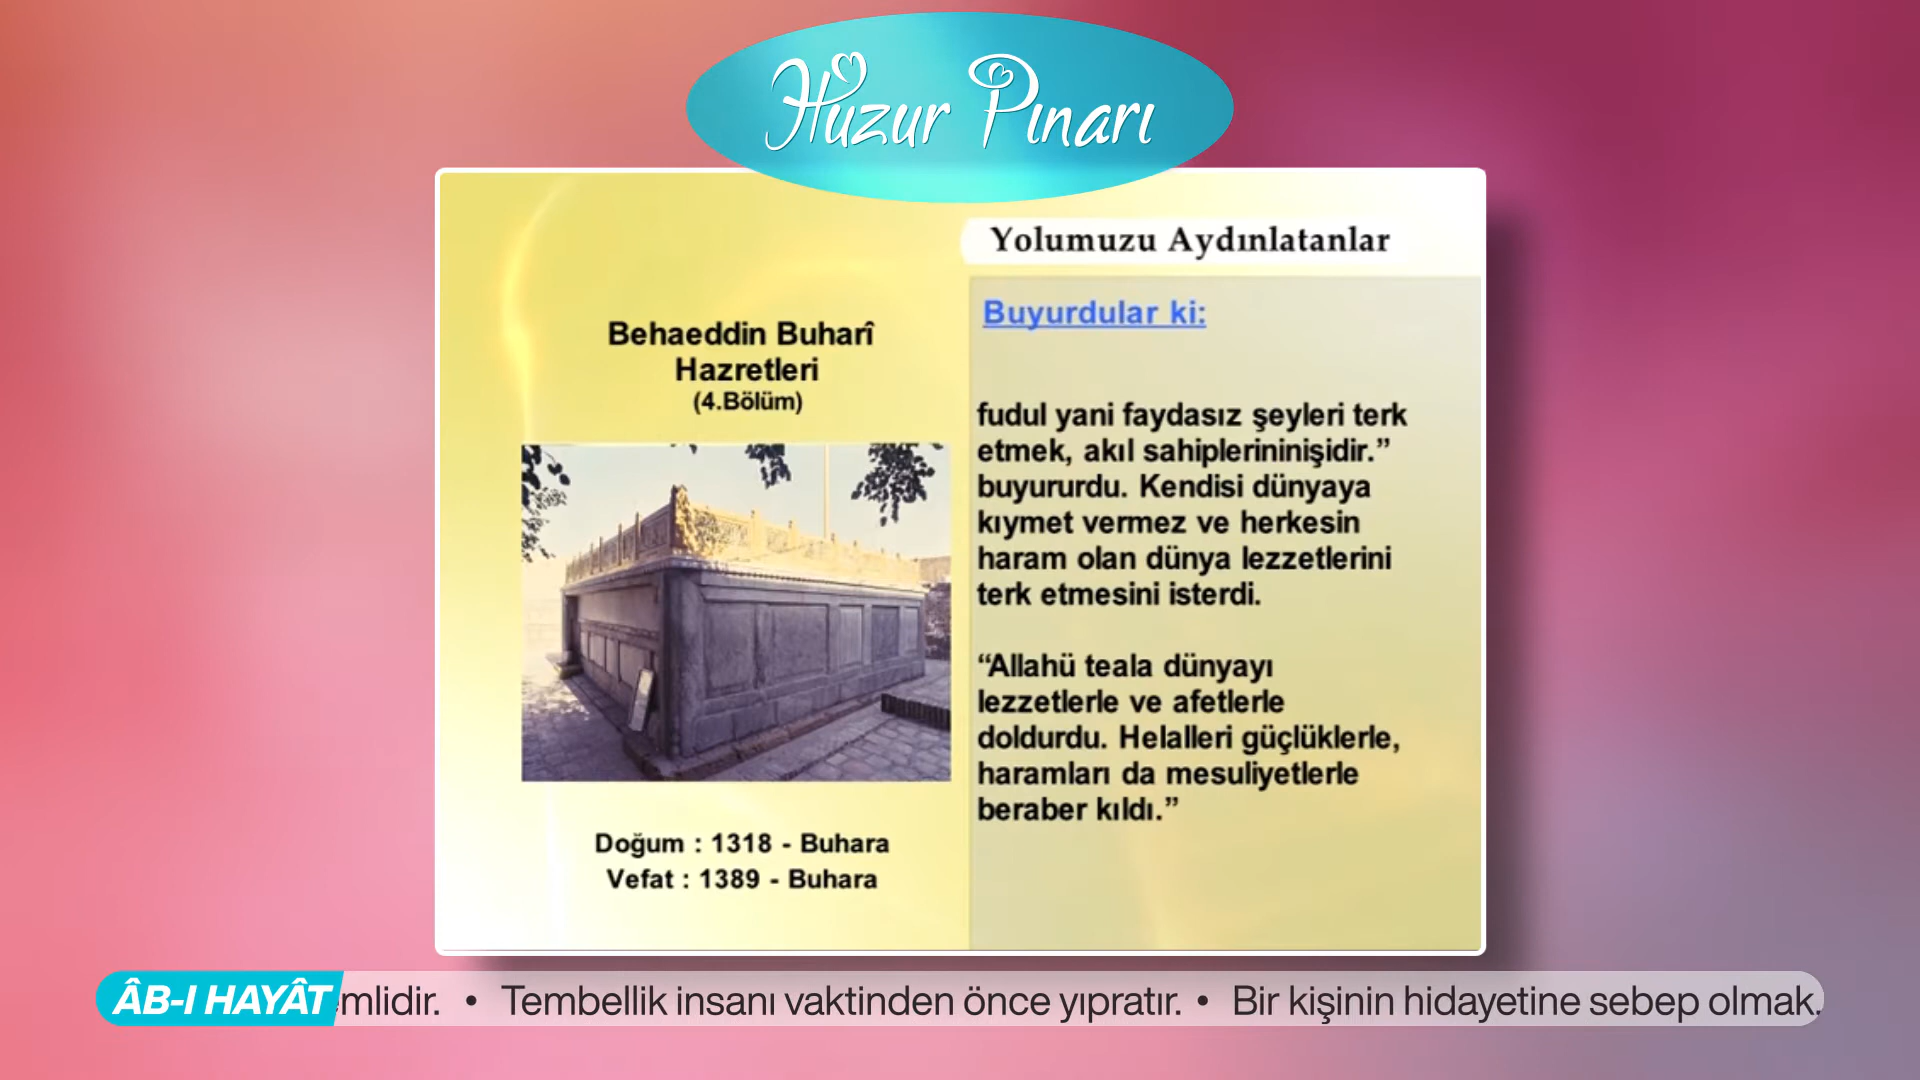 Huzur Pınarı
Yolumuzu Aydınlatanlar
Behaeddin Buharî
Hazretleri
(4.Bölüm)
Doğum : 1318 - Buhara
Vefat : 1389 - Buhara
Buyurdular ki:
fudul yani faydasız şeyleri terk
etmek, akıl sahiplerininişidir.”
buyururdu. Kendisi dünyaya
kıymet vermez ve herkesin
haram olan dünya lezzetlerini
terk etmesini isterdi.
“Allahü teala dünyayı
lezzetlerle ve afetlerle
doldurdu. Helalleri güçlüklerle,
haramları da mesuliyetlerle
beraber kıldı.”
ÂB-I HAYÂT
mlidir. • Tembellik insanı vaktinden önce yıpratır. • Bir kişinin hidayetine sebep olmak.